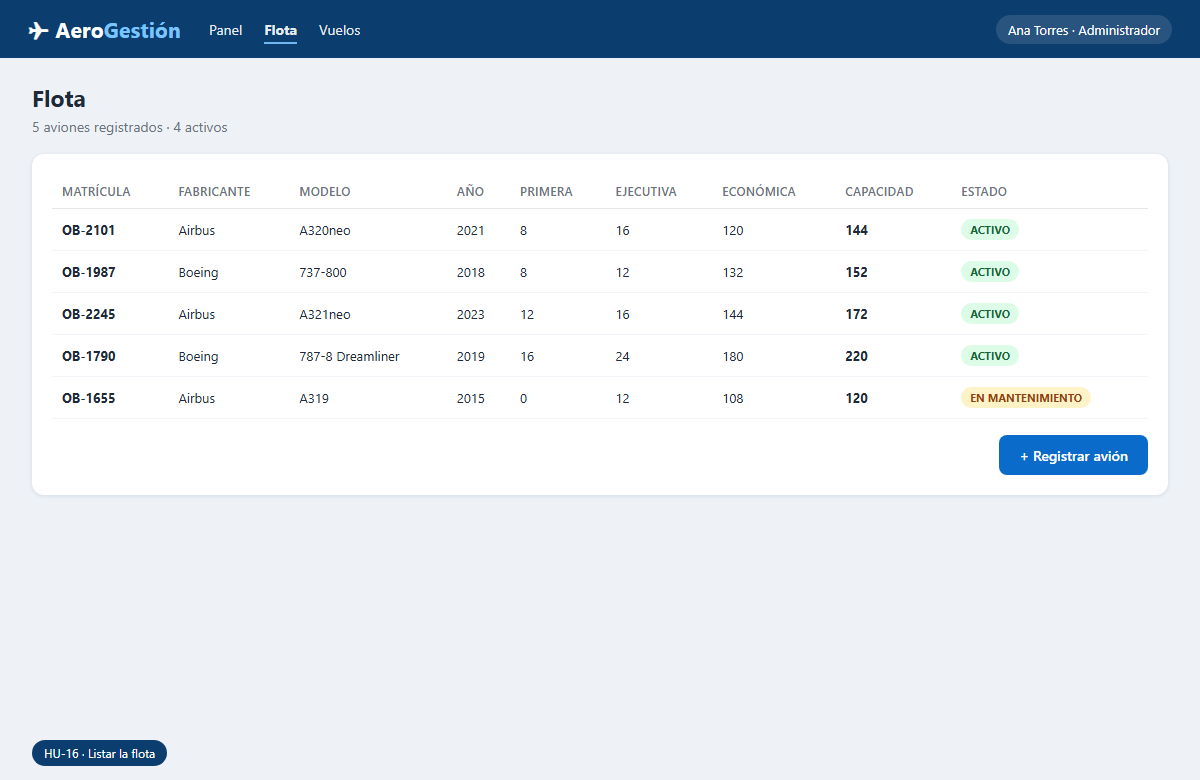 AeroGestión Panel Flota Vuelos Ana Torres · Administrador
Flota
5 aviones registrados · 4 activos
MATRÍCULA FABRICANTE MODELO AÑO PRIMERA EJECUTIVA ECONÓMICA CAPACIDAD ESTADO
OB-2101 Airbus A320neo 2021 8 16 120 144 ACTIVO
OB-1987 Boeing 737-800 2018 8 12 132 152 ACTIVO
OB-2245 Airbus A321neo 2023 12 16 144 172 ACTIVO
OB-1790 Boeing 787-8 Dreamliner 2019 16 24 180 220 ACTIVO
OB-1655 Airbus A319 2015 0 12 108 120 EN MANTENIMIENTO
+ Registrar avión
HU-16 · Listar la flota